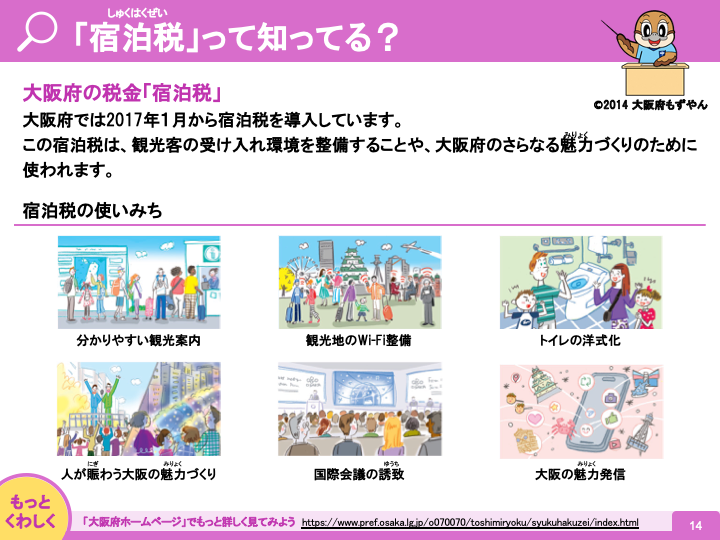 しゅくはくぜい
「宿泊税」って知ってる？
©2014 大阪府もずやん
大阪府の税金「宿泊税」
大阪府では2017年１月から宿泊税を導入しています。
みりょく
この宿泊税は、観光客の受け入れ環境を整備することや、大阪府のさらなる魅力づくりのために
使われます。
宿泊税の使いみち
分かりやすい観光案内
観光地のWi-Fi整備
トイレの洋式化
にぎ みりょく
人が賑わう大阪の魅力づくり
ゆうち
国際会議の誘致
みりょく
大阪の魅力発信
もっと
くわしく
「大阪府ホームページ」でもっと詳しく見てみよう https://www.pref.osaka.lg.jp/o070070/toshimiryoku/syukuhakuzei/index.html
14